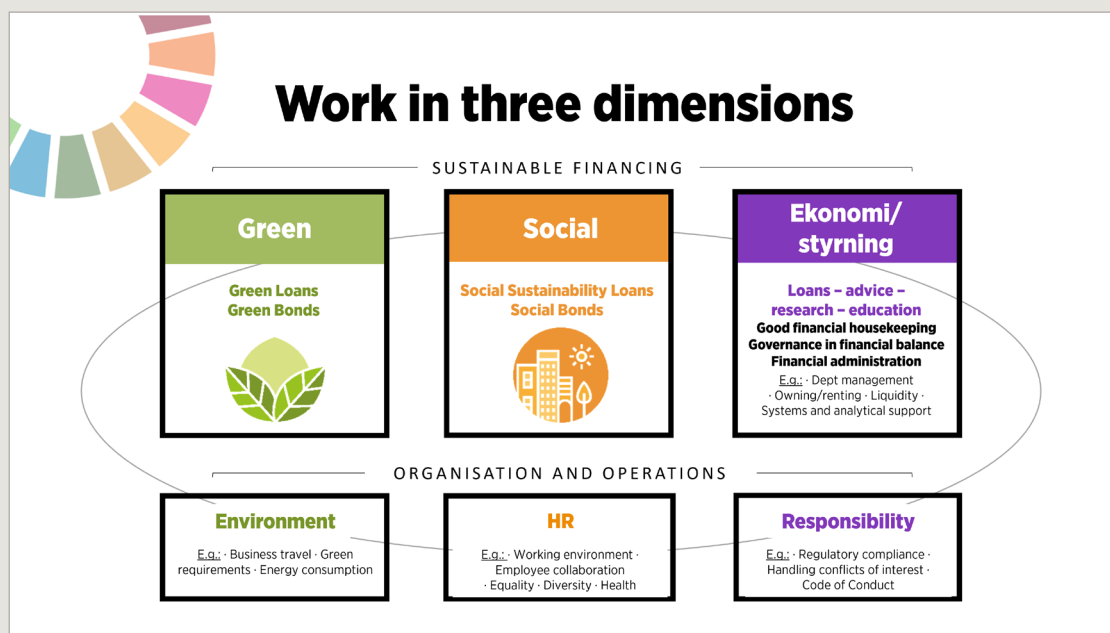 Work in three dimensions
SUSTAINABLE FINANCING
Green
Green Loans
Green Bonds
Social
Social Sustainability Loans
Social Bonds
Ekonomi/
styrning
Loans – advice –
research – education
Good financial housekeeping
Governance in financial balance
Financial administration
E.g.: · Dept management
· Owning/renting · Liquidity ·
Systems and analytical support
ORGANISATION AND OPERATIONS
Environment
E.g.: · Business travel · Green
requirements · Energy consumption
HR
E.g.: · Working environment ·
Employee collaboration
· Equality · Diversity · Health
Responsibility
E.g.: · Regulatory compliance ·
Handling conflicts of interest ·
Code of Conduct